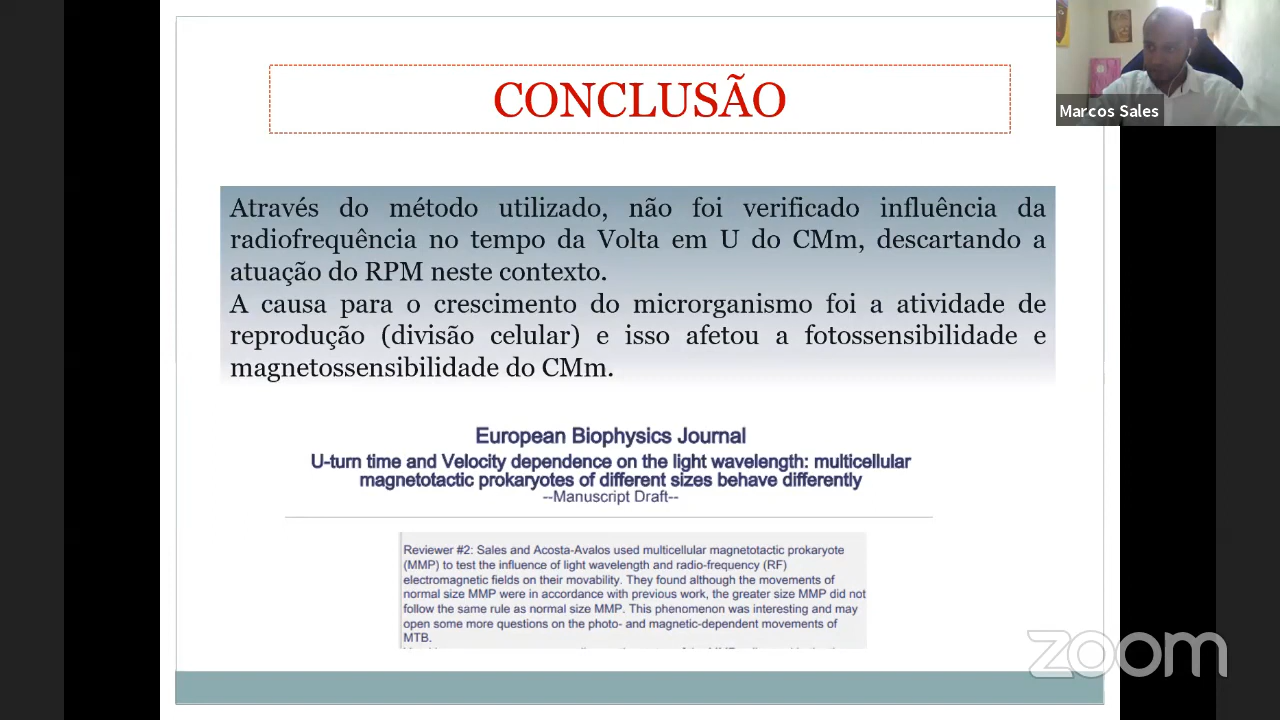 CONCLUSÃO
Marcos Sales
Através do método utilizado, não foi verificado influência da
radiofrequência no tempo da Volta em U do CMm, descartando a
atuação do RPM neste contexto.
A causa para o crescimento do microrganismo foi a atividade de
reprodução (divisão celular) e isso afetou a fotossensibilidade e
magnetossensibilidade do CMm.
European Biophysics Journal
U-turn time and Velocity dependence on the light wavelength: multicellular
magnetotactic prokaryotes of different sizes behave differently
--Manuscript Draft--
Reviewer #2: Sales and Acosta-Avalos used multicellular magnetotactic prokaryote
(MMP) to test the influence of light wavelength and radio-frequency (RF)
electromagnetic fields on their movability. They found although the movements of
normal size MMP were in accordance with previous work, the greater size MMP did not
follow the same rule as normal size MMP. This phenomenon was interesting and may
open some more questions on the photo- and magnetic-dependent movements of
MTB.
zoom